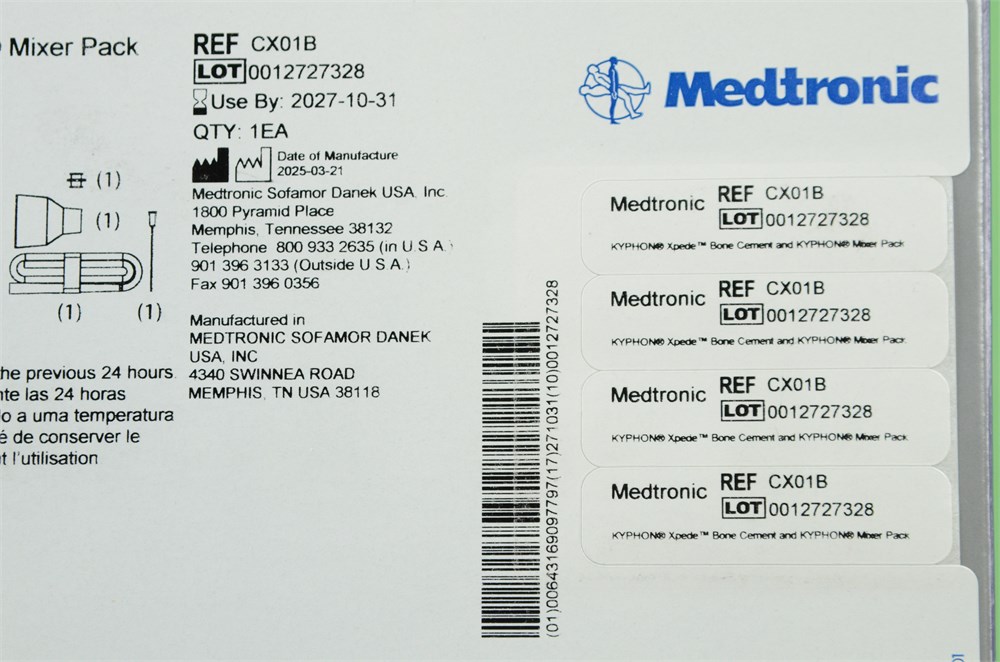 Mixer Pack
REF CX01B
LOT 0012727328
Use By: 2027-10-31
QTY: 1EA
Date of Manufacture
2025-03-21
Medtronic Sofamor Danek USA, Inc.
1800 Pyramid Place
Memphis, Tennessee 38132
Telephone 800 933 2635 (in U S A.)
901 396 3133 (Outside U S A.)
Fax 901 396 0356
Manufactured in
MEDTRONIC SOFAMOR DANEK
USA, INC
4340 SWINNEA ROAD
MEMPHIS, TN USA 38118
(1)
(1)
(1)
(1)
the previous 24 hours.
nte las 24 horas
do a uma temperatura
é de conserver le
t l'utilisation
(01)00643169097797(17)271031(10)0012727328
Medtronic
Medtronic REF CX01B
LOT 0012727328
KYPHON® Xpede™ Bone Cement and KYPHON® Mixer Pack
Medtronic REF CX01B
LOT 0012727328
KYPHON® Xpede™ Bone Cement and KYPHON® Mixer Pack
Medtronic REF CX01B
LOT 0012727328
KYPHON® Xpede™ Bone Cement and KYPHON® Mixer Pack
Medtronic REF CX01B
LOT 0012727328
KYPHON® Xpede™ Bone Cement and KYPHON® Mixer Pack